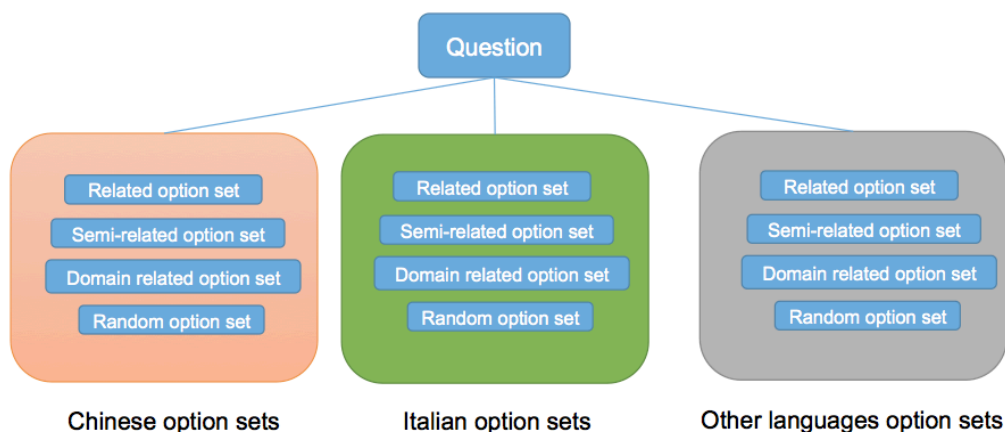 Question
Related option set
Semi-related option set
Domain related option set
Random option set
Related option set
Semi-related option set
Domain related option set
Random option set
Related option set
Semi-related option set
Domain related option set
Random option set
Chinese option sets
Italian option sets
Other languages option sets